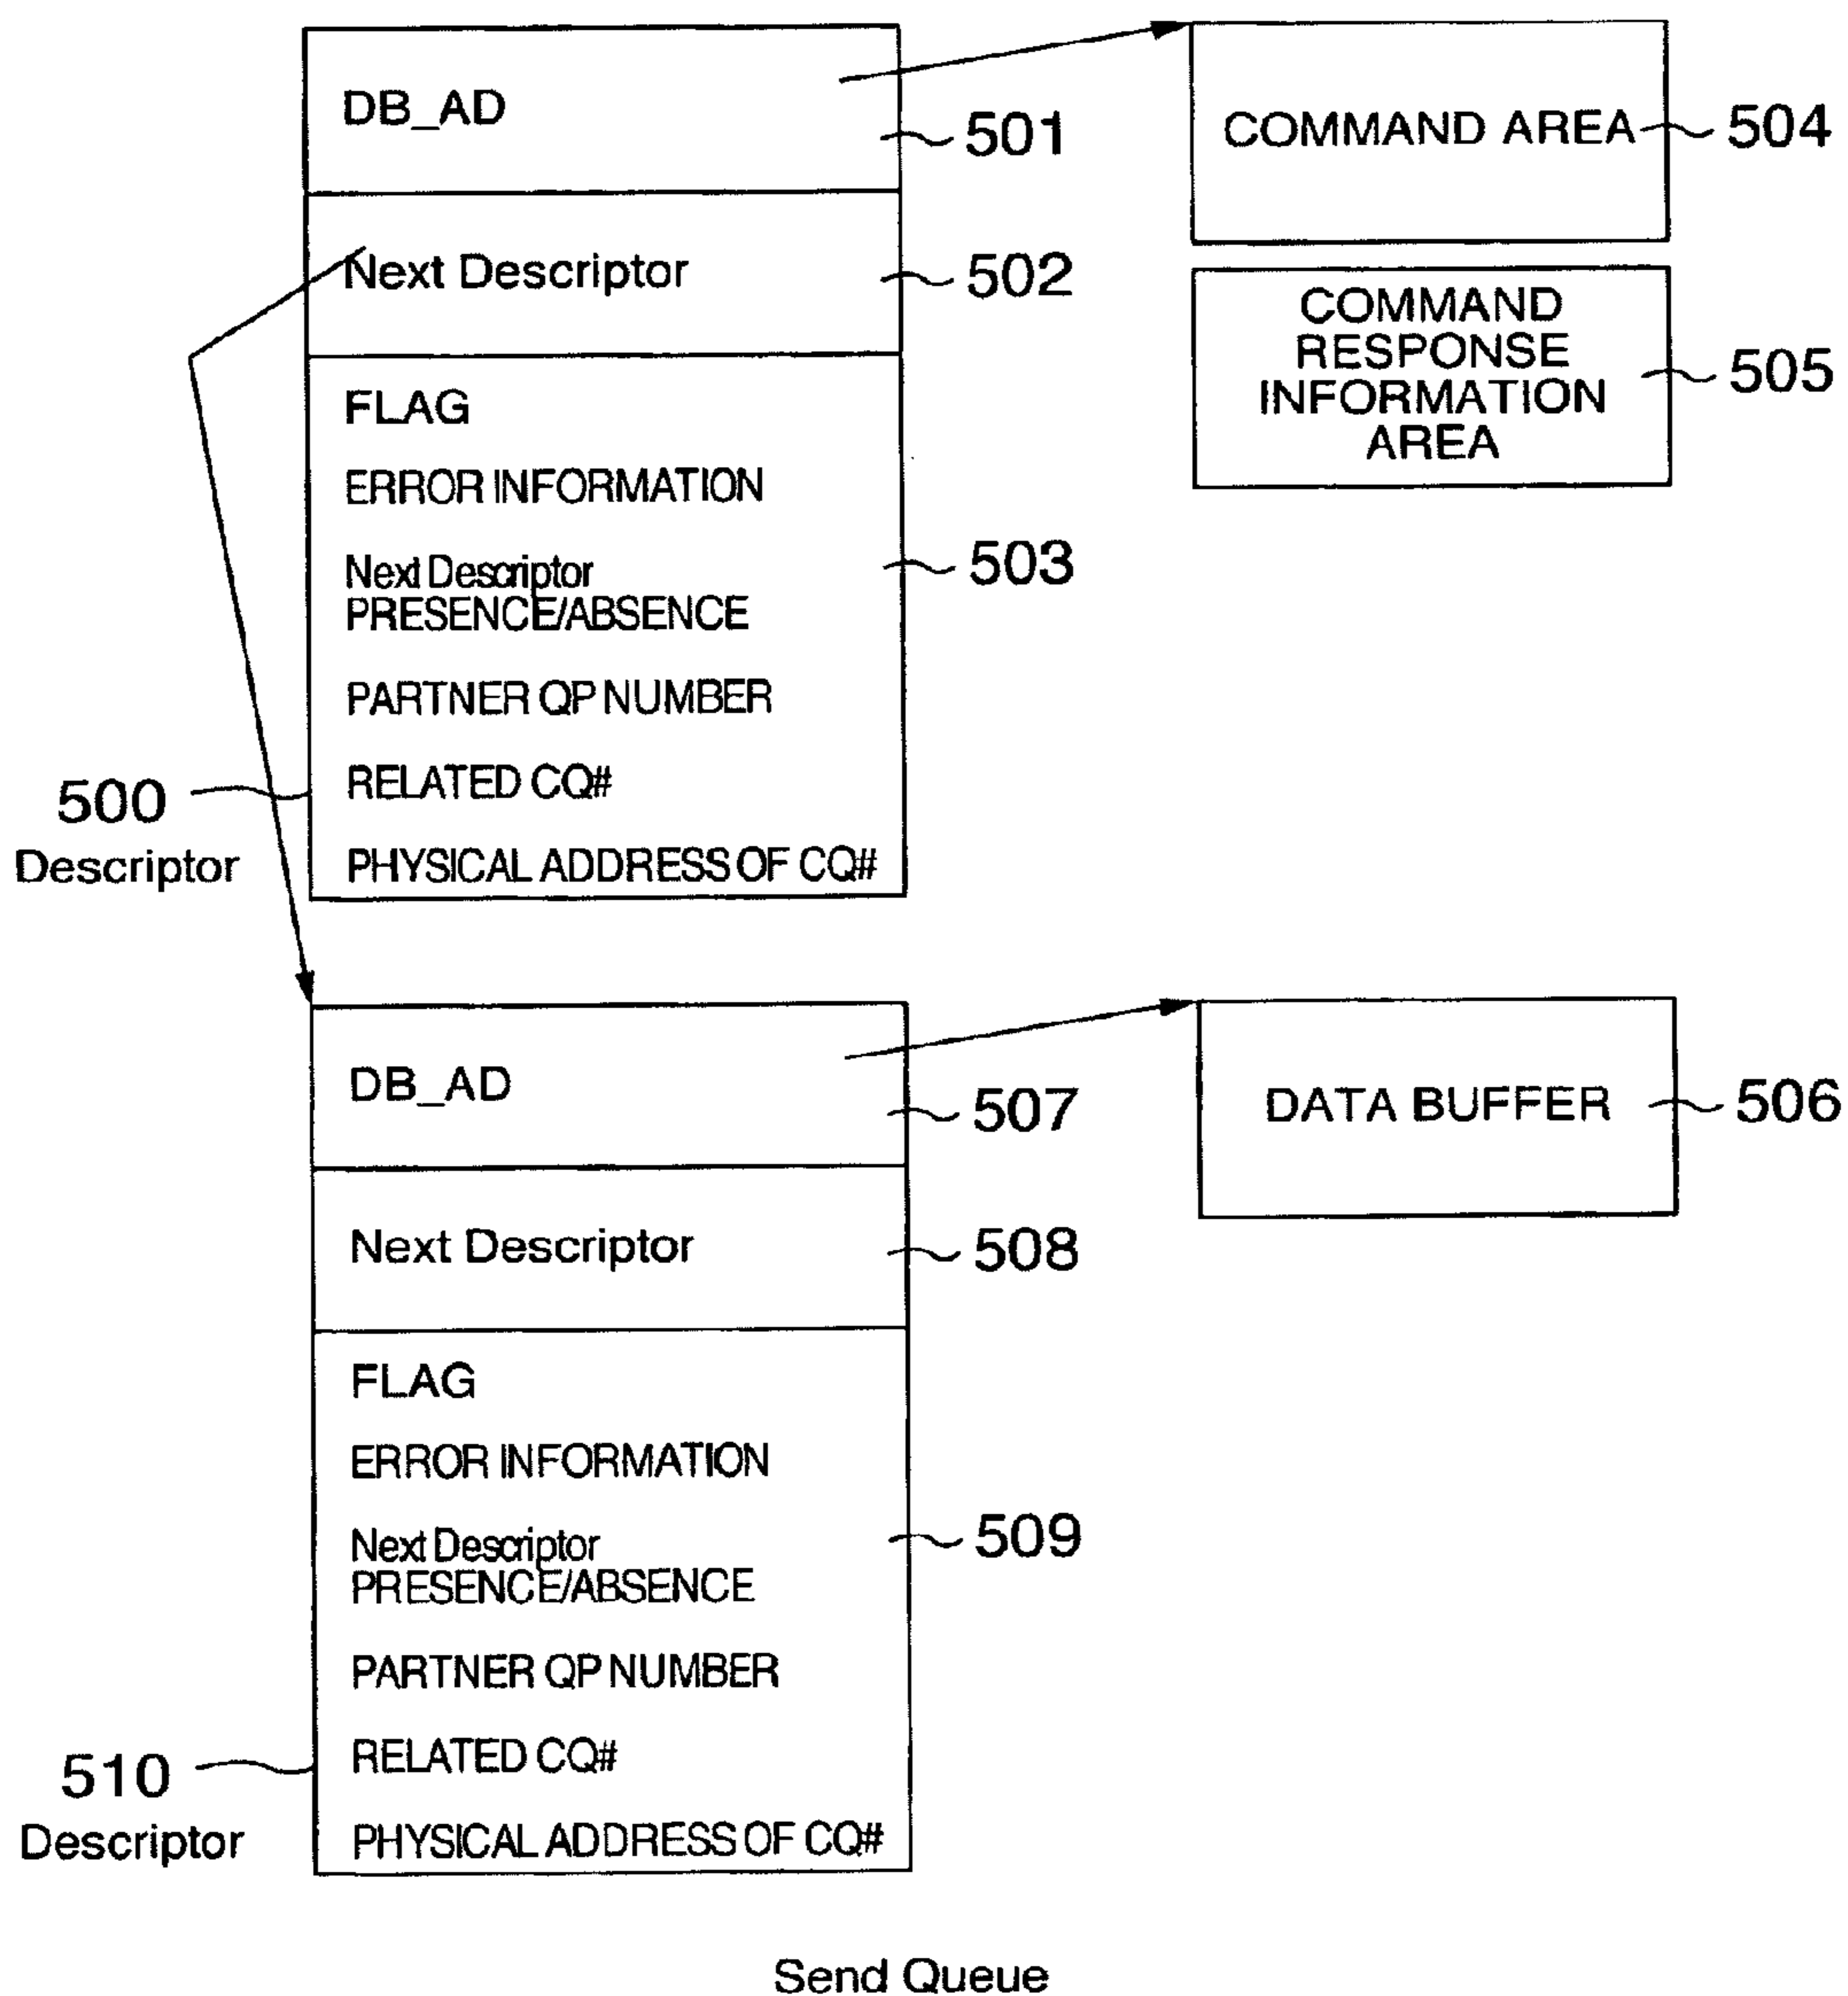 DB_AD
501
COMMAND AREA
504
Next Descriptor
502
COMMAND
RESPONSE
INFORMATION
AREA
505
FLAG
ERROR INFORMATION
Next Descriptor
PRESENCE/ABSENCE
503
PARTNER QP NUMBER
RELATED CQ#
PHYSICAL ADDRESS OF CQ#
500
Descriptor
DB_AD
507
DATA BUFFER
506
Next Descriptor
508
FLAG
ERROR INFORMATION
Next Descriptor
PRESENCE/ABSENCE
509
PARTNER QP NUMBER
RELATED CQ#
PHYSICAL ADDRESS OF CQ#
510
Descriptor
Send Queue